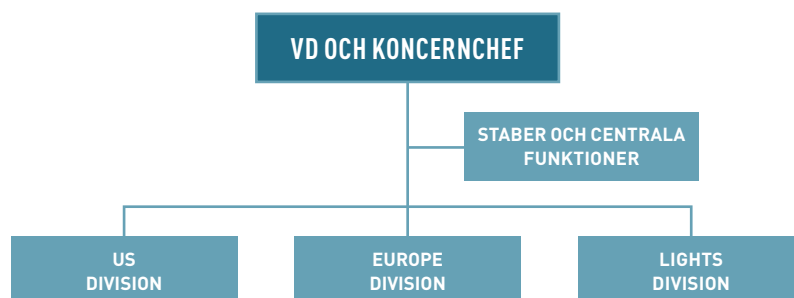 VD OCH KONCERNCHEF
STABER OCH CENTRALA
FUNKTIONER
US
DIVISION
EUROPE
DIVISION
LIGHTS
DIVISION